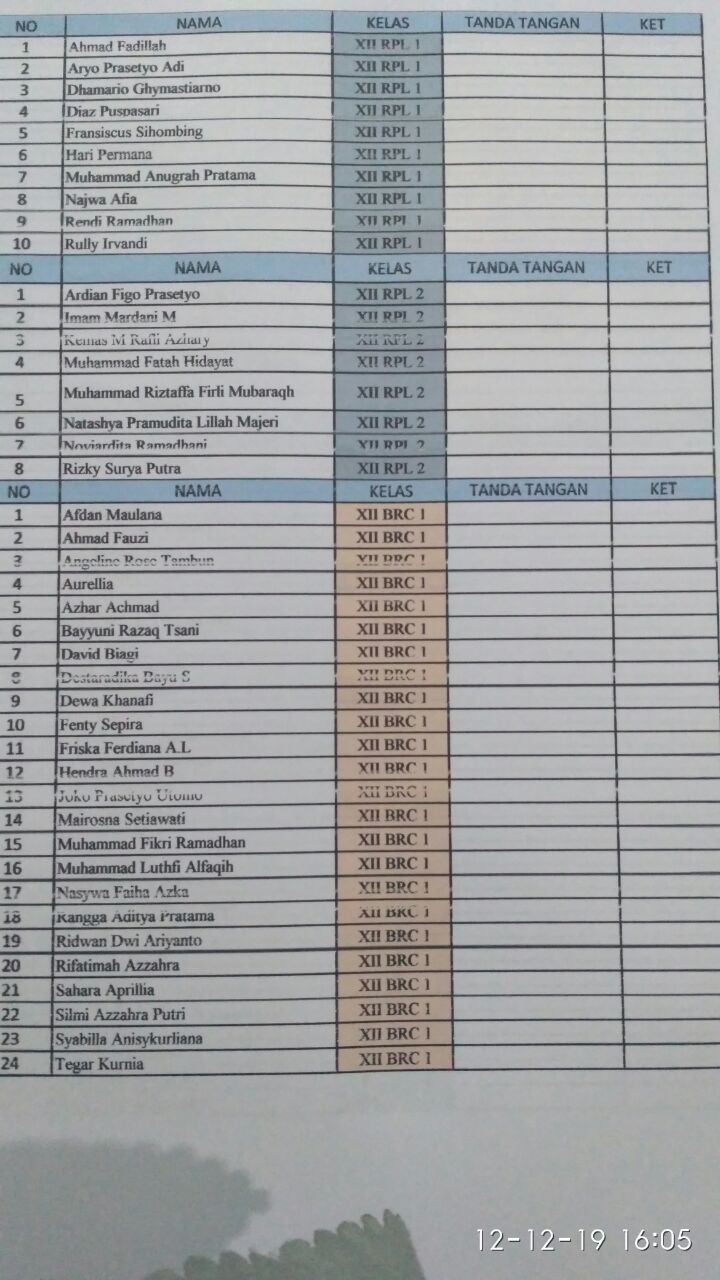 NO NAMA KELAS TANDA TANGAN KET
1 Ahmad Fadillah XII RPL 1
2 Aryo Prasetyo Adi XII RPL 1
3 Dhamario Ghymastiarno XII RPL 1
4 Diaz Puspasari XII RPL 1
5 Fransiscus Sihombing XII RPL 1
6 Hari Permana XII RPL 1
7 Muhammad Anugrah Pratama XII RPL 1
8 Najwa Afia XII RPL 1
9 Rendi Ramadhan XII RPL 1
10 Rully Irvandi XII RPL 1
NO NAMA KELAS TANDA TANGAN KET
1 Ardian Figo Prasetyo XII RPL 2
2 Imam Mardani M XII RPL 2
3 Kemas M Rafli Azhary XII RPL 2
4 Muhammad Fatah Hidayat XII RPL 2
5 Muhammad Riztaffa Firli Mubaraqh XII RPL 2
6 Natashya Pramudita Lillah Majeri XII RPL 2
7 Noviardita Ramadhani XII RPL 2
8 Rizky Surya Putra XII RPL 2
NO NAMA KELAS TANDA TANGAN KET
1 Afdan Maulana XII BRC 1
2 Ahmad Fauzi XII BRC 1
3 Angeline Rose Tambun XII BRC 1
4 Aurellia XII BRC 1
5 Azhar Achmad XII BRC 1
6 Bayyuni Razaq Tsani XII BRC 1
7 David Biagi XII BRC 1
8 Destaradika Bayu S XII BRC 1
9 Dewa Khanafi XII BRC 1
10 Fenty Sepira XII BRC 1
11 Friska Ferdiana A.L XII BRC 1
12 Hendra Ahmad B XII BRC 1
13 Joko Prasetyo Utomo XII BRC 1
14 Mairosna Setiawati XII BRC 1
15 Muhammad Fikri Ramadhan XII BRC 1
16 Muhammad Luthfi Alfaqih XII BRC 1
17 Nasywa Faiha Azka XII BRC 1
18 Rangga Aditya Pratama XII BRC 1
19 Ridwan Dwi Ariyanto XII BRC 1
20 Rifatimah Azzahra XII BRC 1
21 Sahara Aprillia XII BRC 1
22 Silmi Azzahra Putri XII BRC 1
23 Syabilla Anisykurliana XII BRC 1
24 Tegar Kurnia XII BRC 1
12-12-19 16:05